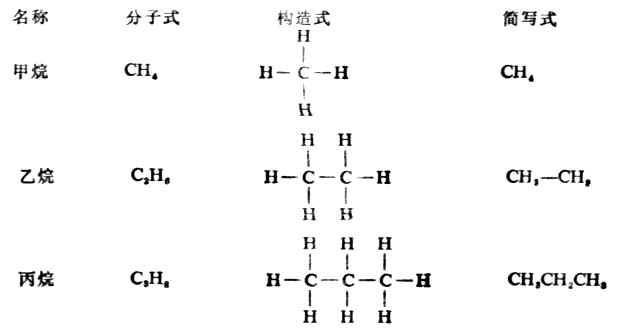 名称 分子式 构造式 简写式
H
甲烷 CH₄ H—C—H CH₄
H
H H
乙烷 C₂H₆ H—C—C—H CH₃—CH₃
H H
H H H
丙烷 C₃H₈ H—C—C—C—H CH₃CH₂CH₃
H H H